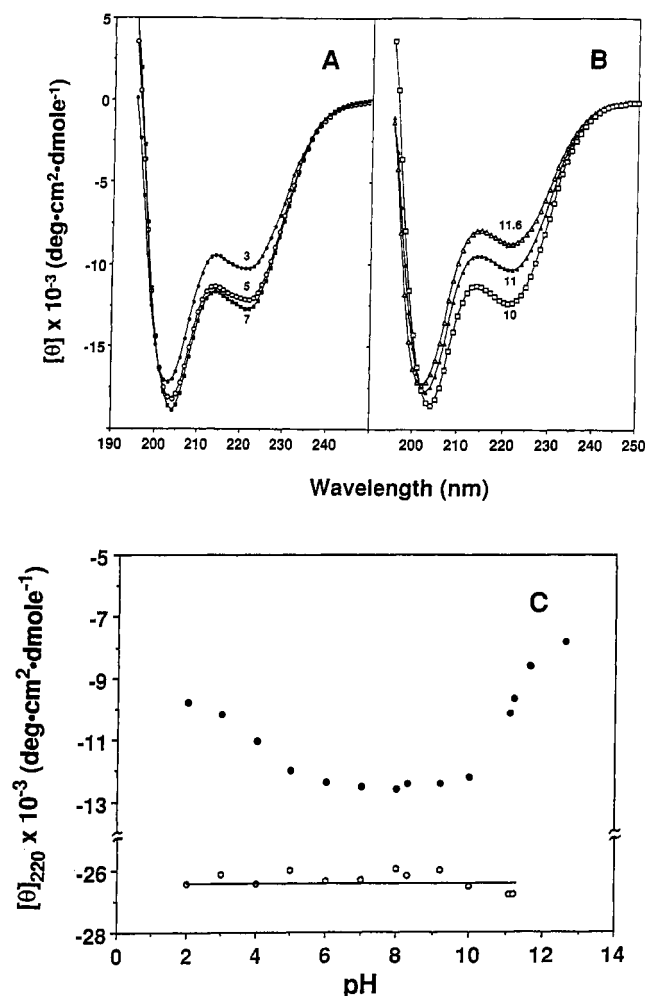 5
0
-5
-10
-15
[θ] x 10⁻³ (deg•cm²•dmole⁻¹)
A
3
5
7
190 200 210 220 230 240
B
11.6
11
10
200 210 220 230 240 250
Wavelength (nm)
-5
-7
-9
-11
-13
-26
-28
[θ]₂₂₀ x 10⁻³ (deg•cm²•dmole⁻¹)
C
0 2 4 6 8 10 12 14
pH